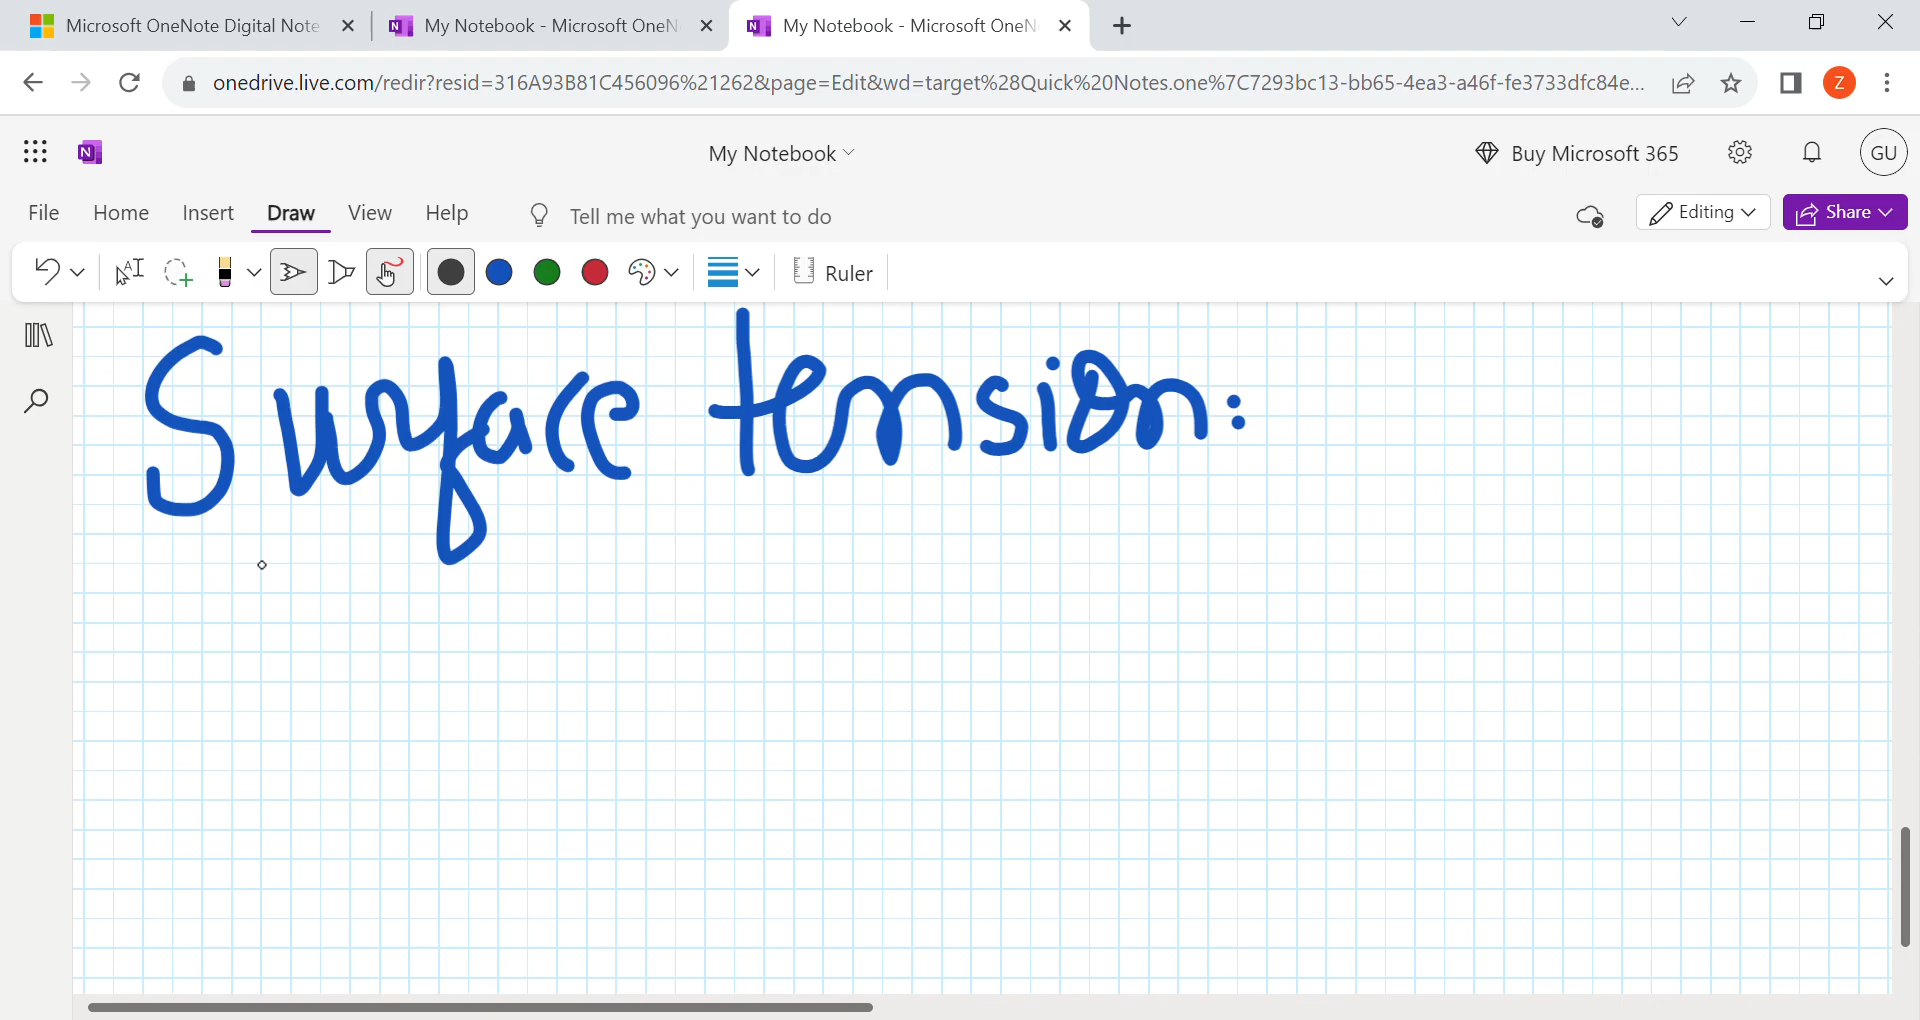 Microsoft OneNote Digital Note
My Notebook - Microsoft OneN
My Notebook - Microsoft OneN
onedrive.live.com/redir?resid=316A93B81C456096%21262&page=Edit&wd=target%28Quick%20Notes.one%7C7293bc13-bb65-4ea3-a46f-fe3733dfc84e...
Z
My Notebook
Buy Microsoft 365
GU
File Home Insert Draw View Help Tell me what you want to do
Editing
Share
Ruler
Surface tension: